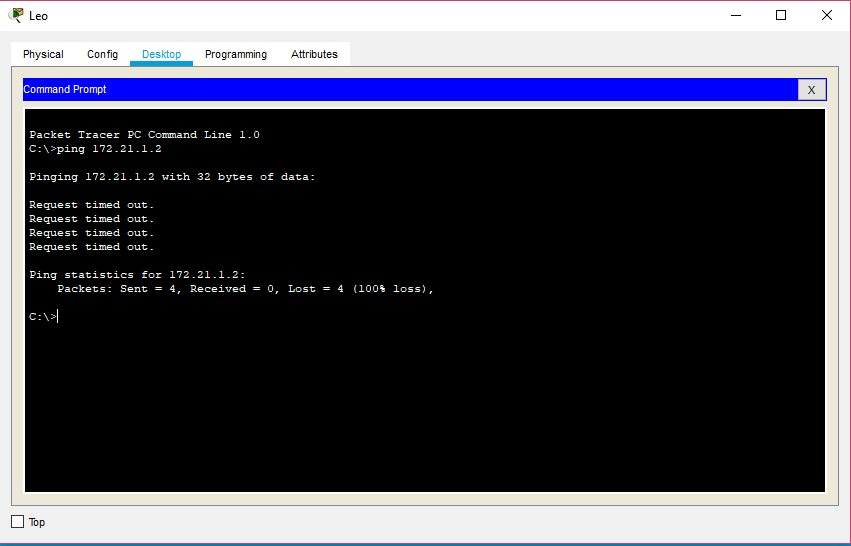 Leo
Physical Config Desktop Programming Attributes
Command Prompt X
Packet Tracer PC Command Line 1.0
C:\>ping 172.21.1.2
Pinging 172.21.1.2 with 32 bytes of data:
Request timed out.
Request timed out.
Request timed out.
Request timed out.
Ping statistics for 172.21.1.2:
Packets: Sent = 4, Received = 0, Lost = 4 (100% loss),
C:\>
Top